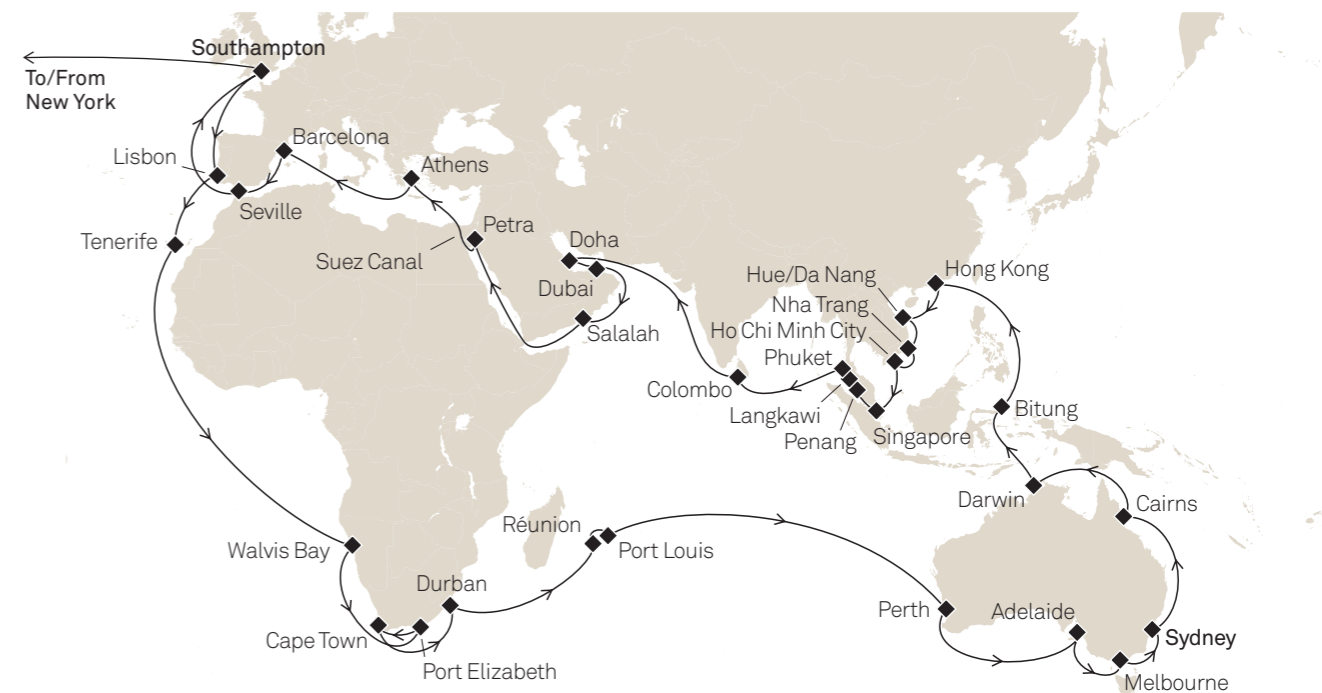 Southampton
To/From
New York
Barcelona
Lisbon
Athens
Seville
Petra
Tenerife
Doha
Suez Canal
Hue/Da Nang
Hong Kong
Dubai
Nha Trang
Salalah
Ho Chi Minh City
Phuket
Colombo
Langkawi
Bitung
Penang
Singapore
Darwin
Cairns
Réunion
Walvis Bay
Port Louis
Durban
Perth
Adelaide
Cape Town
Sydney
Port Elizabeth
Melbourne